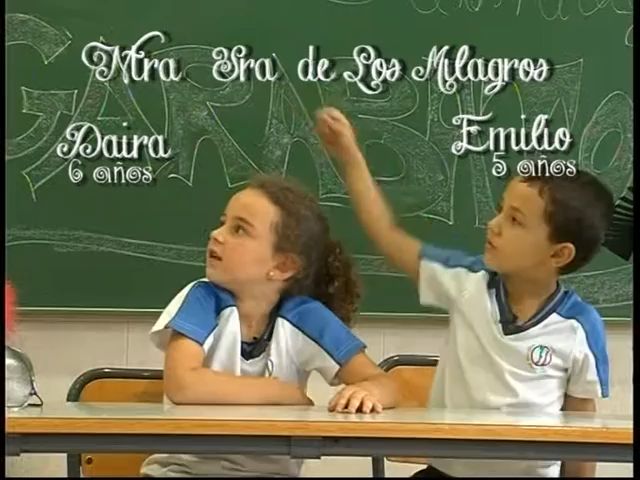 Ntra Sra de Los Milagros
Daira
6 años
Emilio
5 años